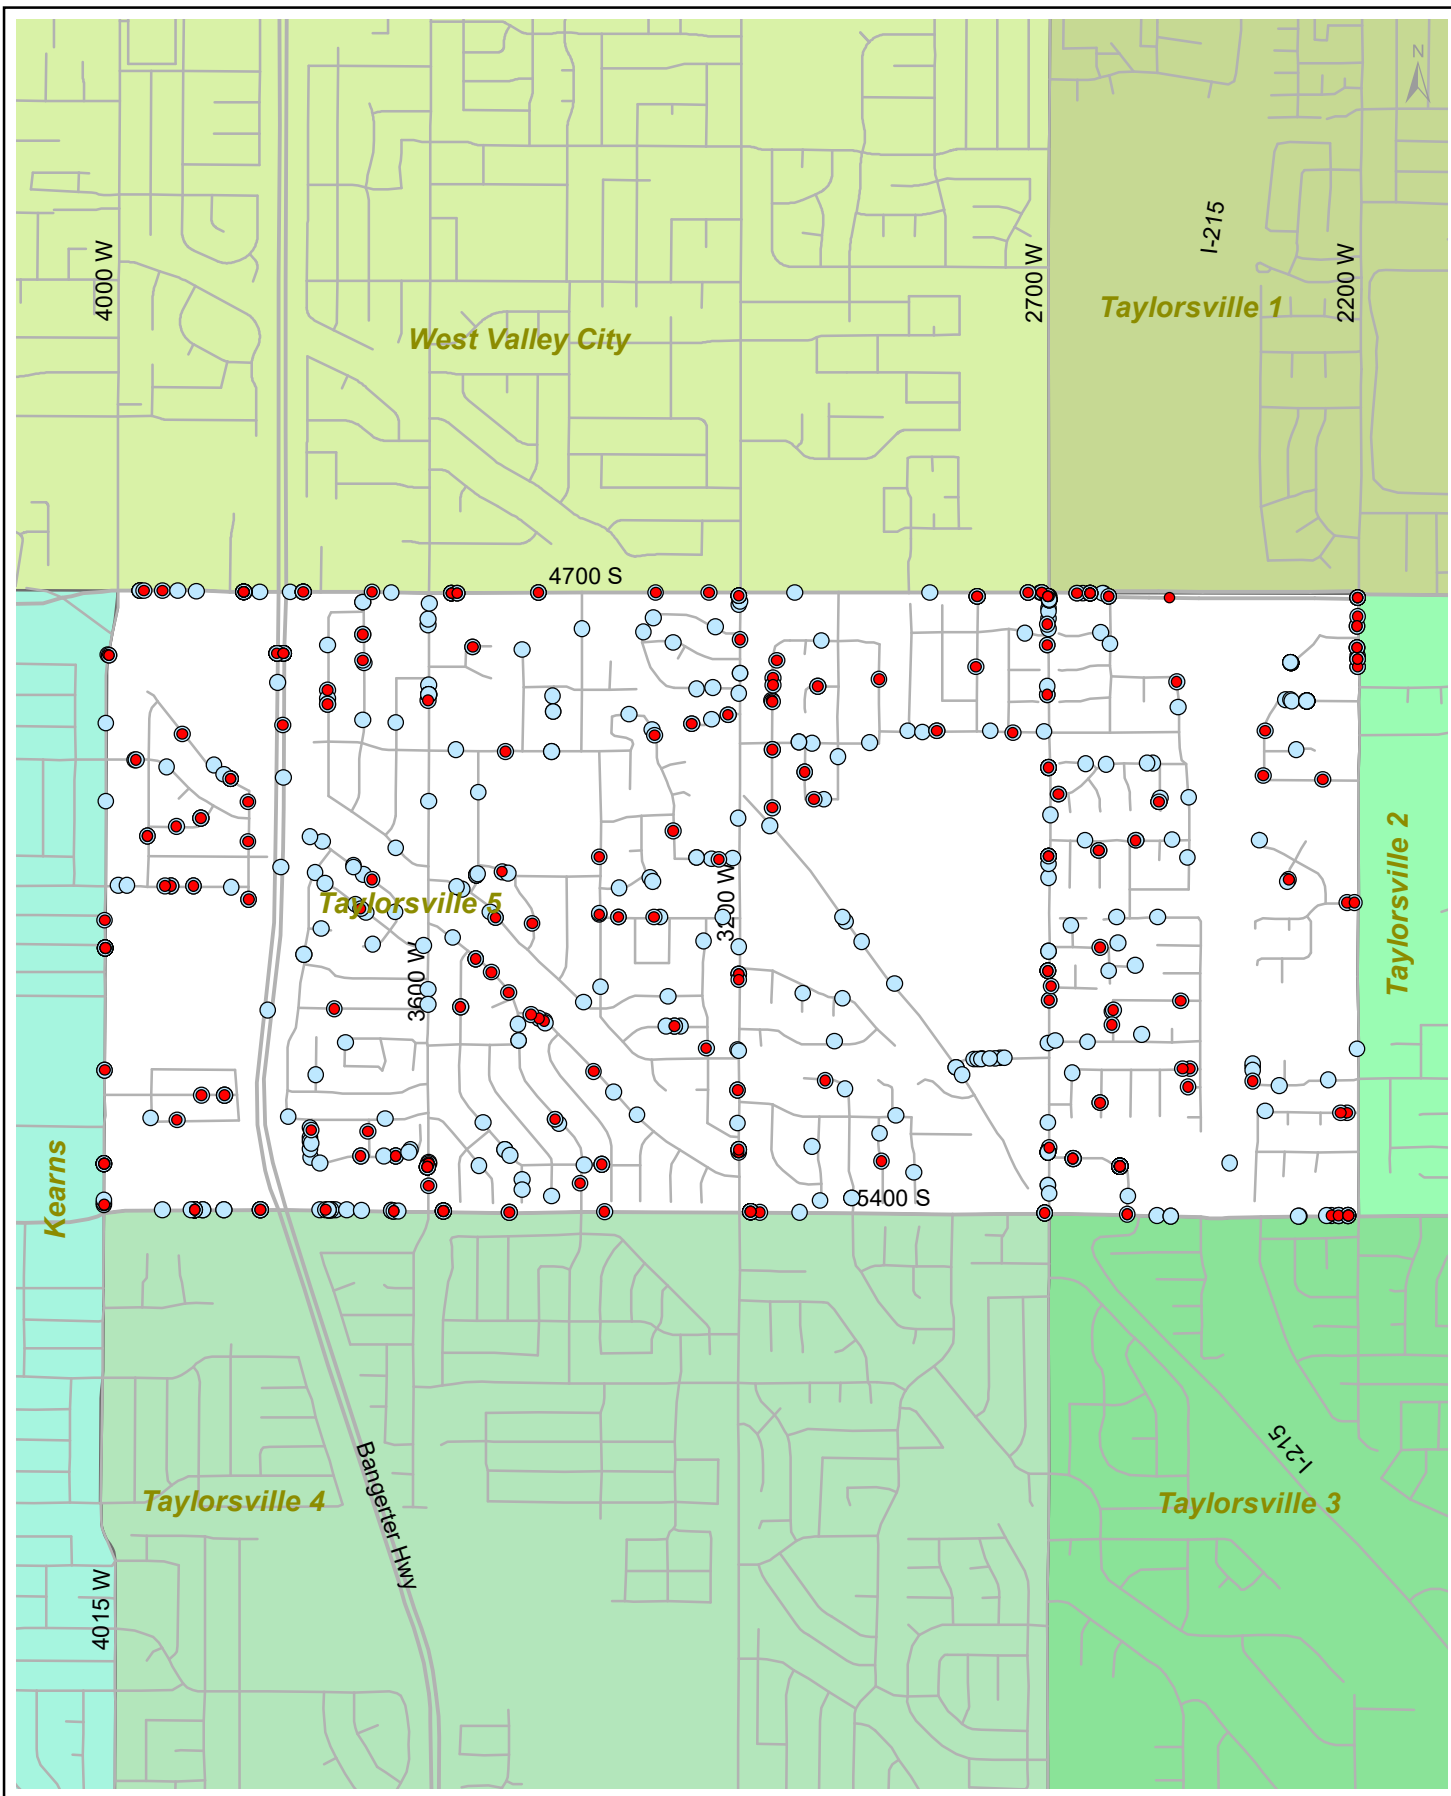 N
I-215
4000 W
2700 W
2200 W
Taylorsville 1
West Valley City
4700 S
Taylorsville 2
Taylorsville 5
3200 W
3600 W
Kearns
5400 S
I-215
Bangerter Hwy
Taylorsville 4
Taylorsville 3
4015 W